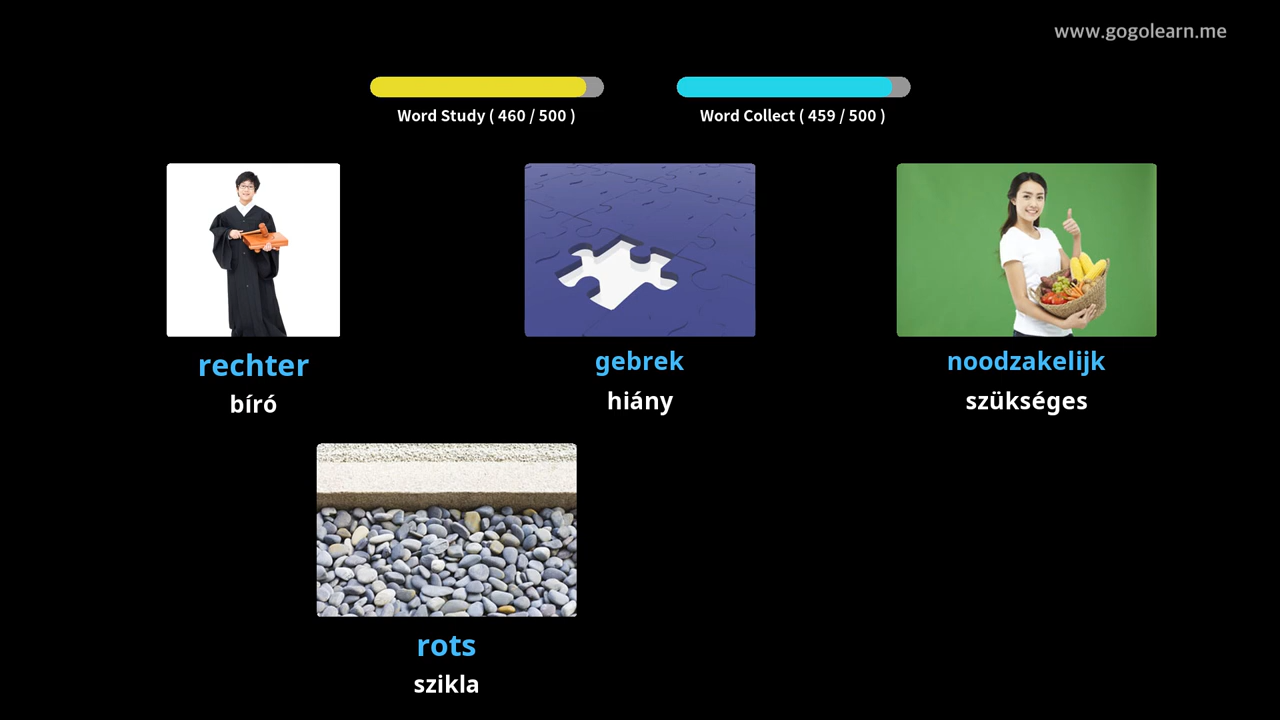 www.gogolearn.me
Word Study ( 460 / 500 )
Word Collect ( 459 / 500 )
rechter
bíró
gebrek
hiány
noodzakelijk
szükséges
rots
szikla